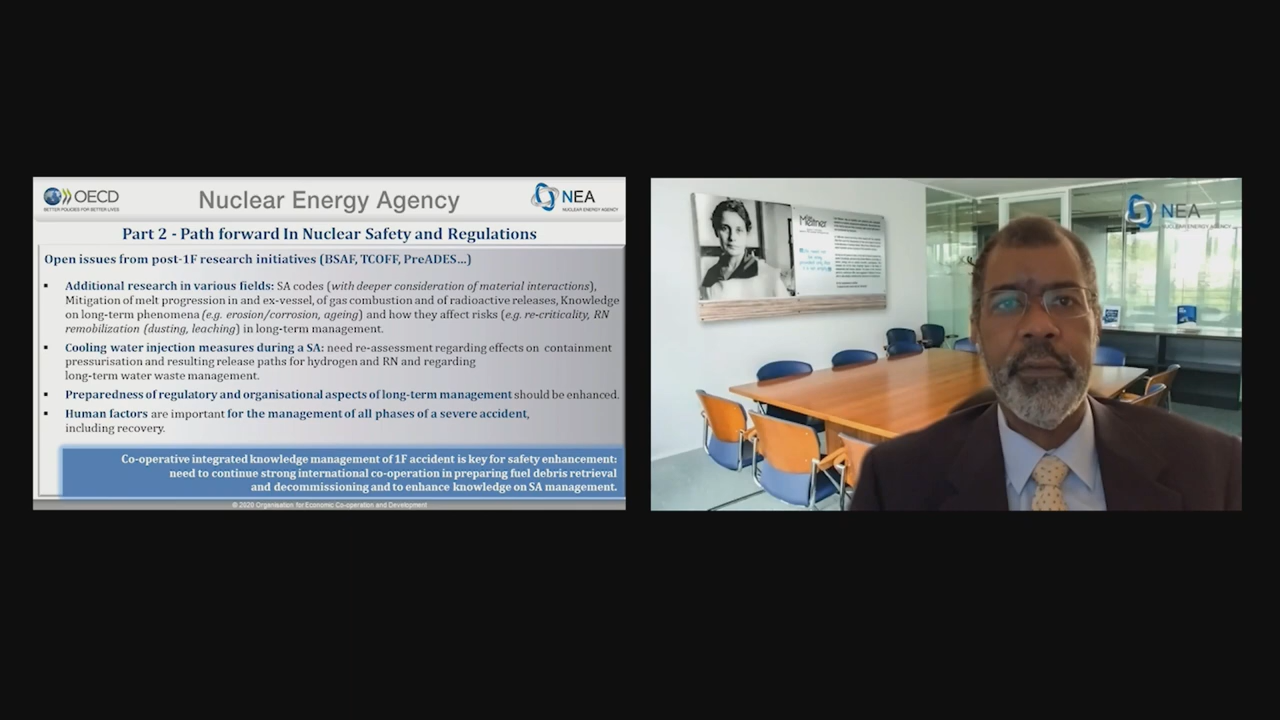 OECD
BETTER POLICIES FOR BETTER LIVES
Nuclear Energy Agency
NEA
NUCLEAR ENERGY AGENCY
Part 2 - Path forward In Nuclear Safety and Regulations
Open issues from post-1F research initiatives (BSAF, TCOFF, PreADES...)
▪ Additional research in various fields: SA codes (with deeper consideration of material interactions),
Mitigation of melt progression in and ex-vessel, of gas combustion and of radioactive releases, Knowledge
on long-term phenomena (e.g. erosion/corrosion, ageing) and how they affect risks (e.g. re-criticality, RN
remobilization (dusting, leaching) in long-term management.
▪ Cooling water injection measures during a SA: need re-assessment regarding effects on containment
pressurisation and resulting release paths for hydrogen and RN and regarding
long-term water waste management.
▪ Preparedness of regulatory and organisational aspects of long-term management should be enhanced.
▪ Human factors are important for the management of all phases of a severe accident,
including recovery.
Co-operative integrated knowledge management of 1F accident is key for safety enhancement:
need to continue strong international co-operation in preparing fuel debris retrieval
and decommissioning and to enhance knowledge on SA management.
© 2020 Organisation for Economic Co-operation and Development
Meitner
NEA
NUCLEAR ENERGY AGENCY